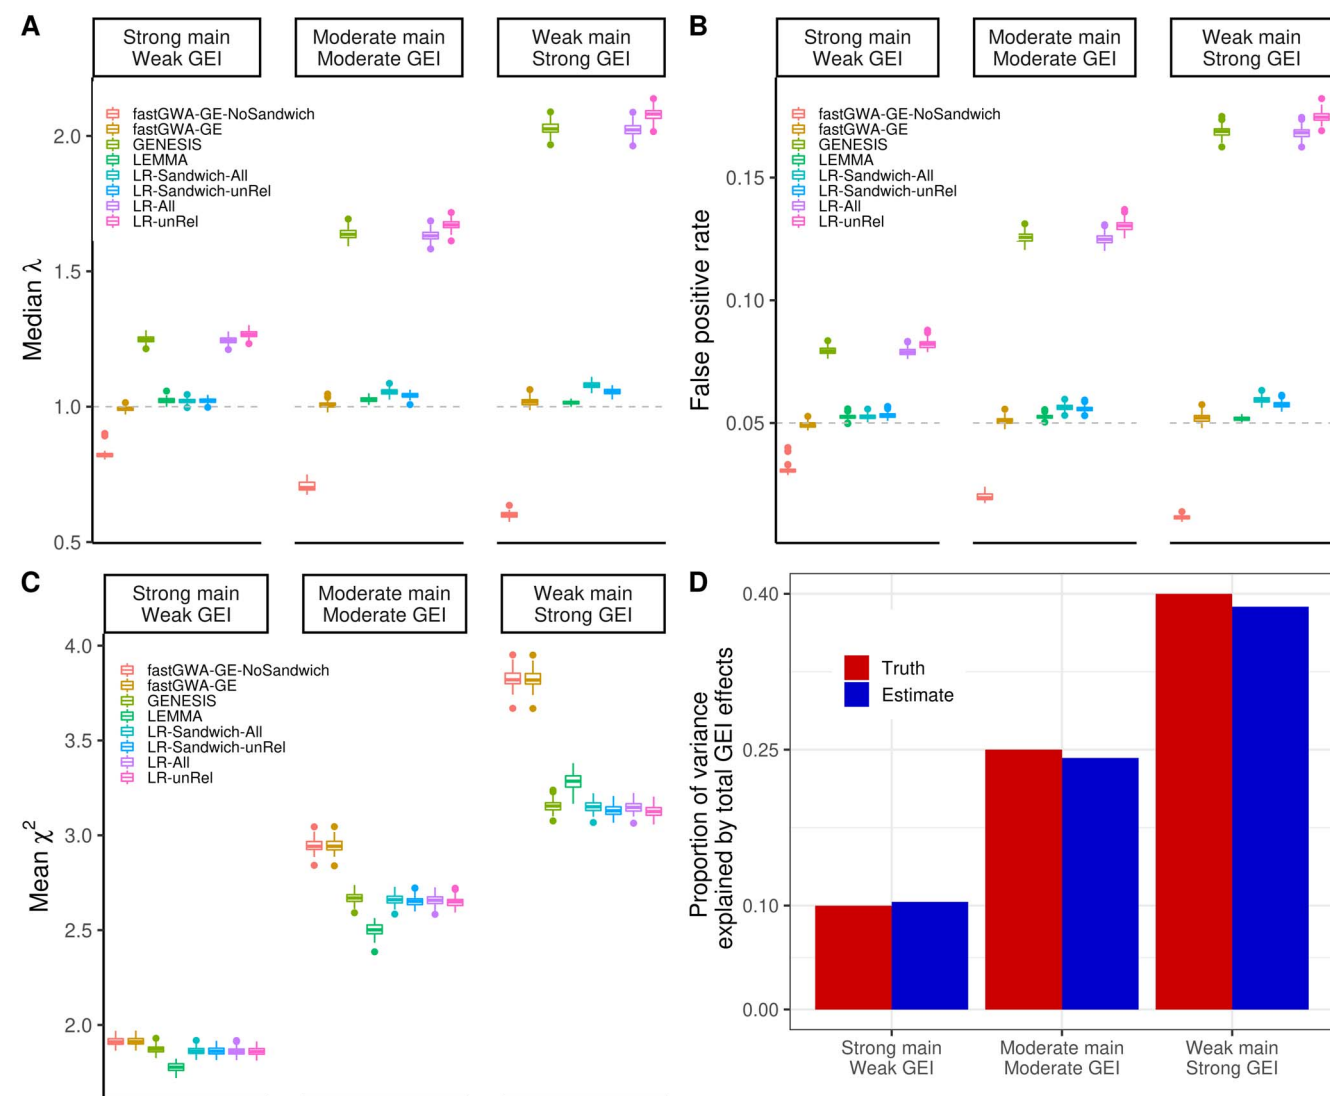 A
Strong main
Weak GEI
Moderate main
Moderate GEI
Weak main
Strong GEI
fastGWA-GE-NoSandwich
fastGWA-GE
GENESIS
LEMMA
LR-Sandwich-All
LR-Sandwich-unRel
LR-All
LR-unRel
Median λ
2.0
1.5
1.0
0.5
B
Strong main
Weak GEI
Moderate main
Moderate GEI
Weak main
Strong GEI
fastGWA-GE-NoSandwich
fastGWA-GE
GENESIS
LEMMA
LR-Sandwich-All
LR-Sandwich-unRel
LR-All
LR-unRel
False positive rate
0.15
0.10
0.05
C
Strong main
Weak GEI
Moderate main
Moderate GEI
Weak main
Strong GEI
fastGWA-GE-NoSandwich
fastGWA-GE
GENESIS
LEMMA
LR-Sandwich-All
LR-Sandwich-unRel
LR-All
LR-unRel
Mean χ²
4.0
3.5
3.0
2.5
2.0
D
Proportion of variance
explained by total GEI effects
0.40
0.25
0.10
0.00
Truth
Estimate
Strong main
Weak GEI
Moderate main
Moderate GEI
Weak main
Strong GEI